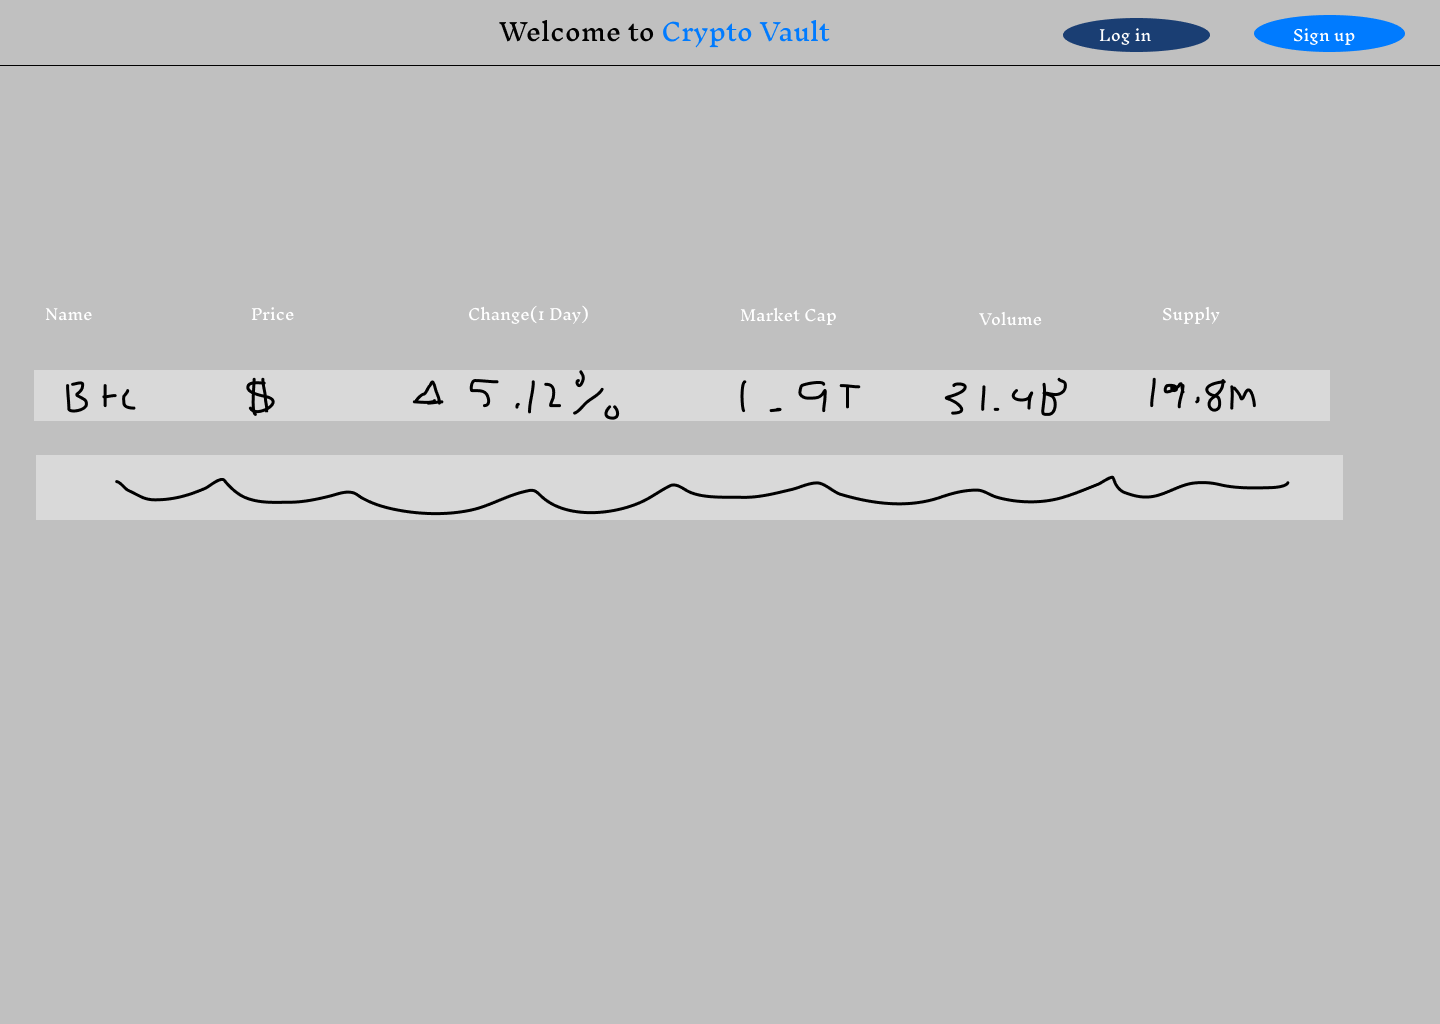 Welcome to Crypto Vault Log in Sign up
Name Price Change(1 Day) Market Cap Volume Supply
Btc $ Δ 5.12% 1.9T 31.4B 19.8M